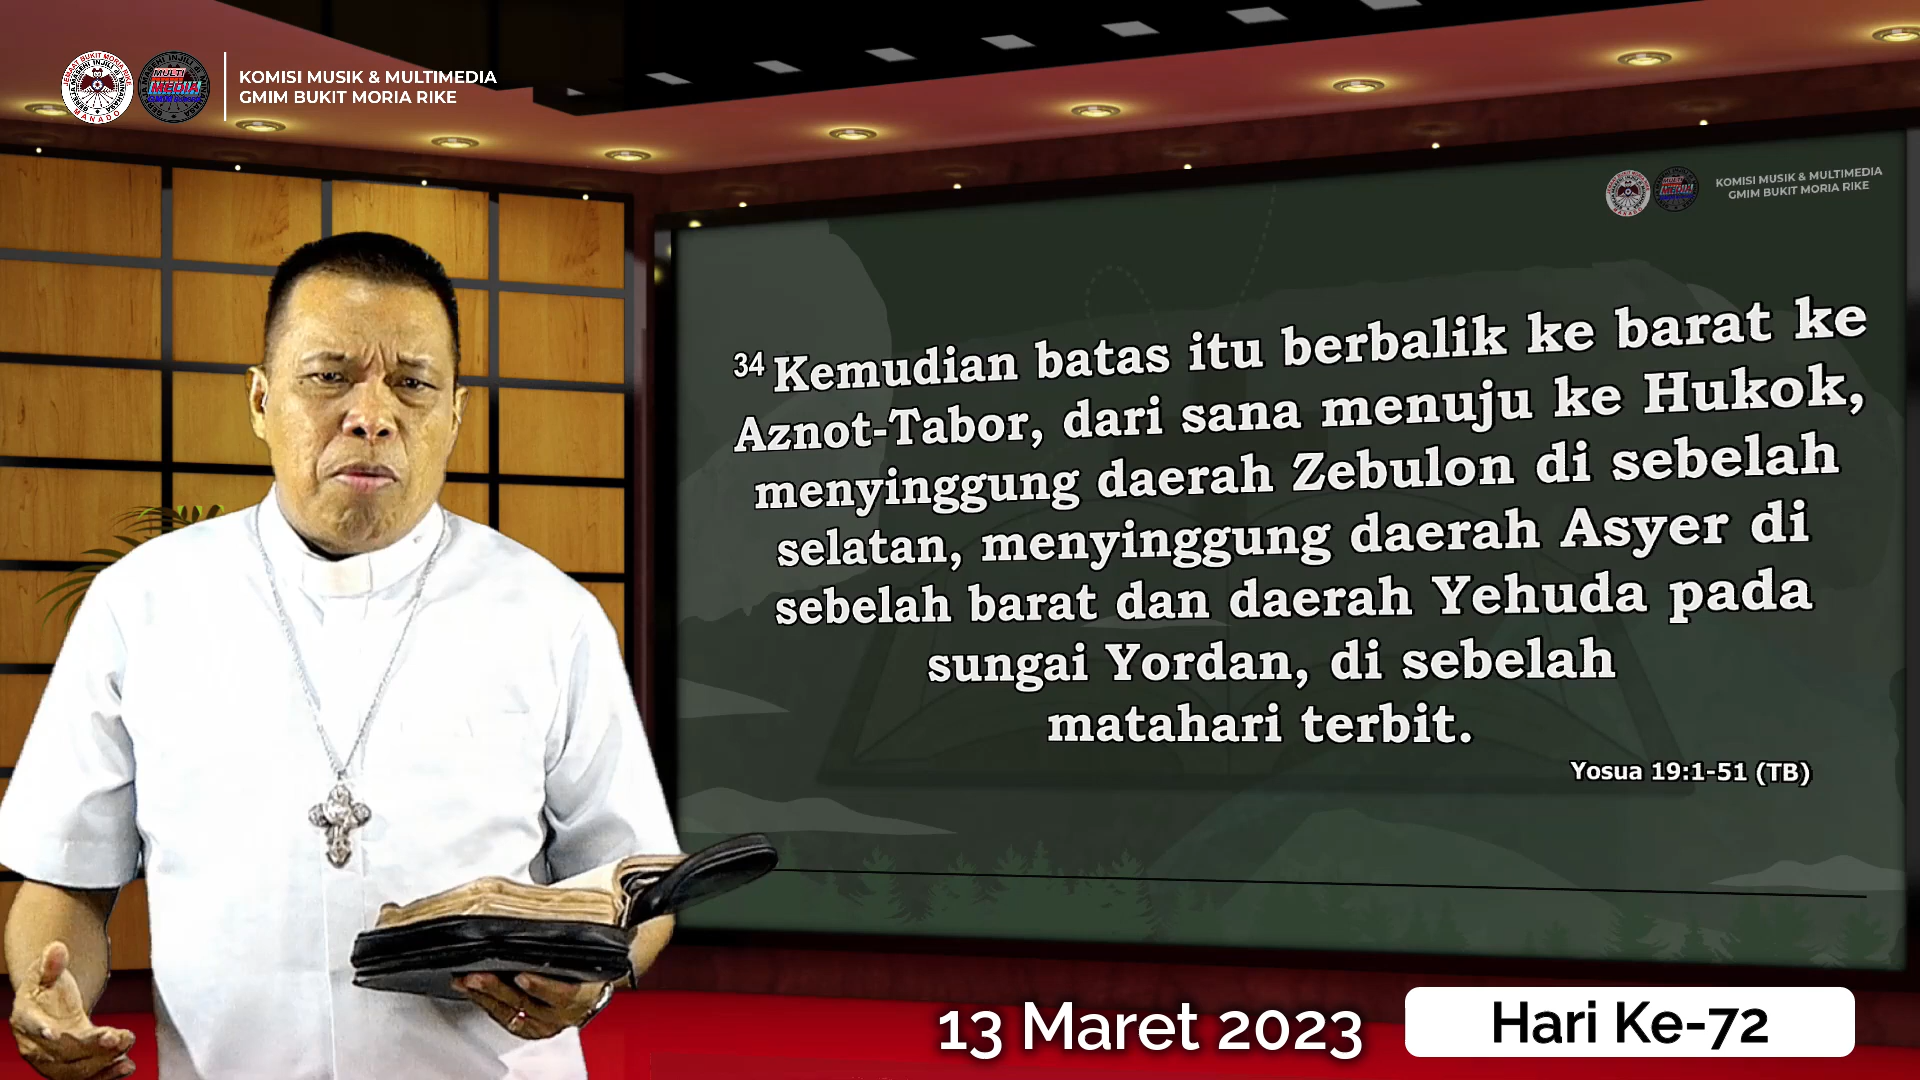 KOMISI MUSIK & MULTIMEDIA
GMIM BUKIT MORIA RIKE
MULTI
MEDIA
MANADO
KOMISI MUSIK & MULTIMEDIA
GMIM BUKIT MORIA RIKE
34 Kemudian batas itu berbalik ke barat ke
Aznot-Tabor, dari sana menuju ke Hukok,
menyinggung daerah Zebulon di sebelah
selatan, menyinggung daerah Asyer di
sebelah barat dan daerah Yehuda pada
sungai Yordan, di sebelah
matahari terbit.
Yosua 19:1-51 (TB)
13 Maret 2023
Hari Ke-72